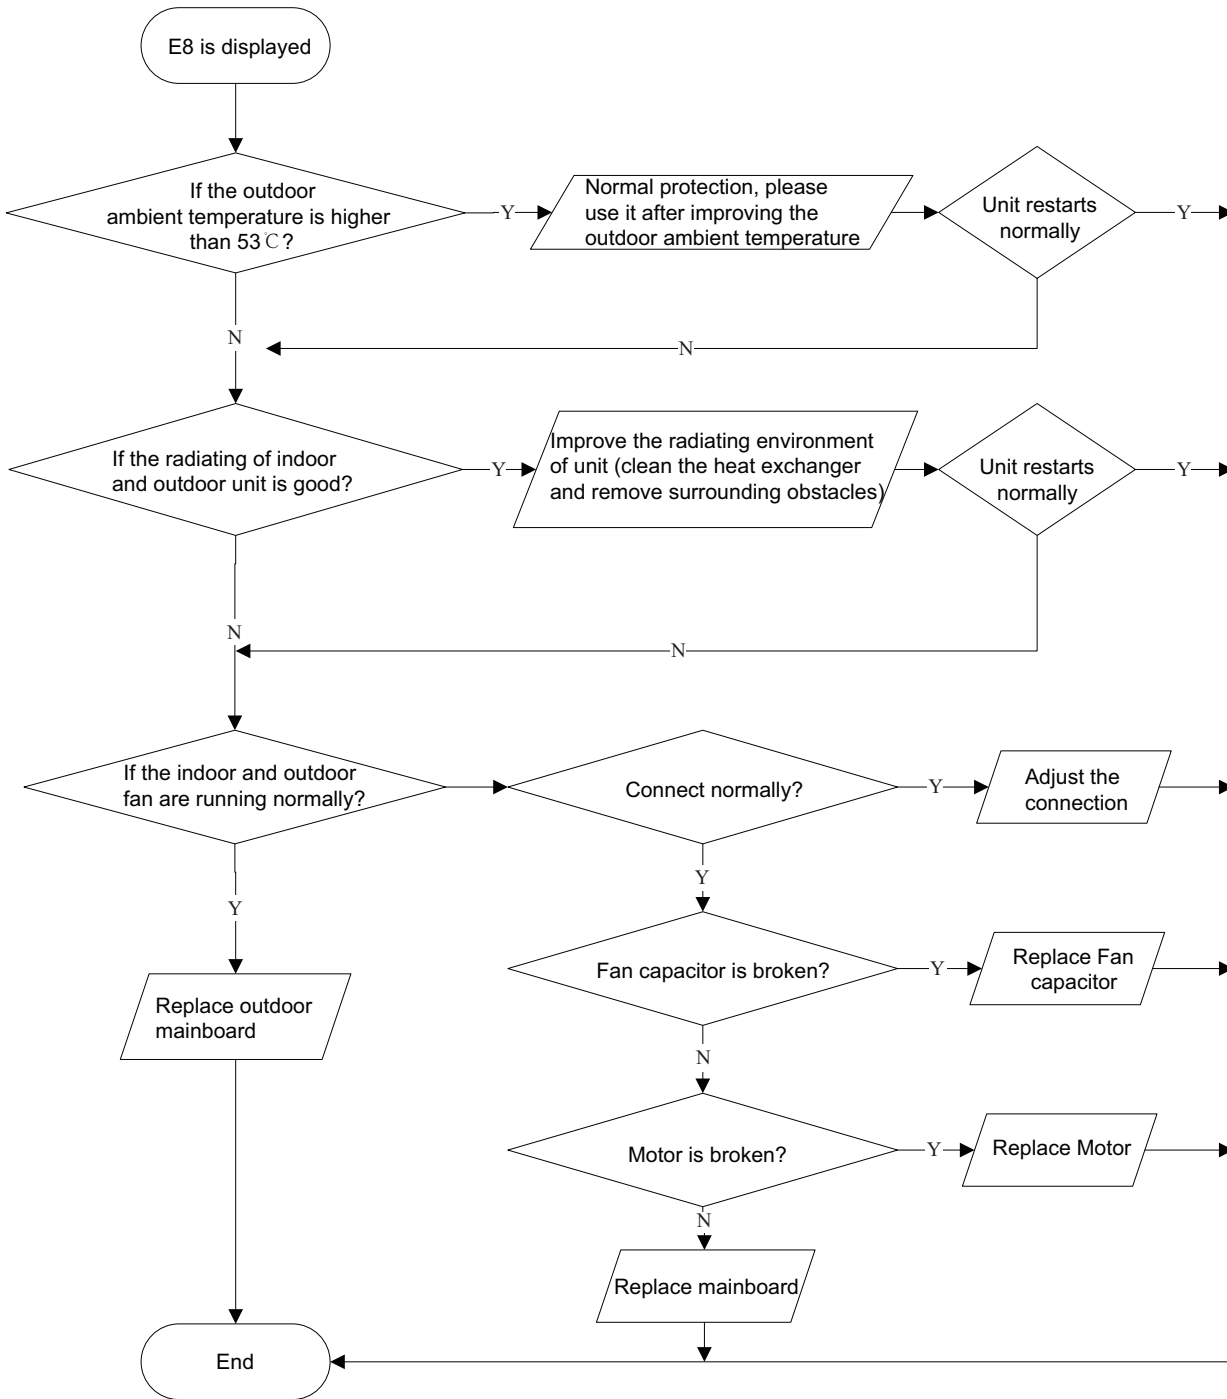 E8 is displayed
If the outdoor
ambient temperature is higher
than 53℃?
Y
Normal protection, please
use it after improving the
outdoor ambient temperature
Unit restarts
normally
Y
N
N
If the radiating of indoor
and outdoor unit is good?
Y
Improve the radiating environment
of unit (clean the heat exchanger
and remove surrounding obstacles)
Unit restarts
normally
Y
N
N
If the indoor and outdoor
fan are running normally?
Connect normally?
Y
Adjust the
connection
Y
Y
Fan capacitor is broken?
Y
Replace Fan
capacitor
Replace outdoor
mainboard
N
Motor is broken?
Y
Replace Motor
N
Replace mainboard
End